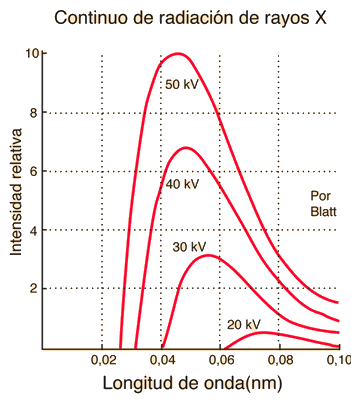 Continuo de radiación de rayos X
Intensidad relativa
10
8
6
4
2
50 kV
40 kV
30 kV
20 kV
Por
Blatt
0,02 0,04 0,06 0,08 0,10
Longitud de onda(nm)